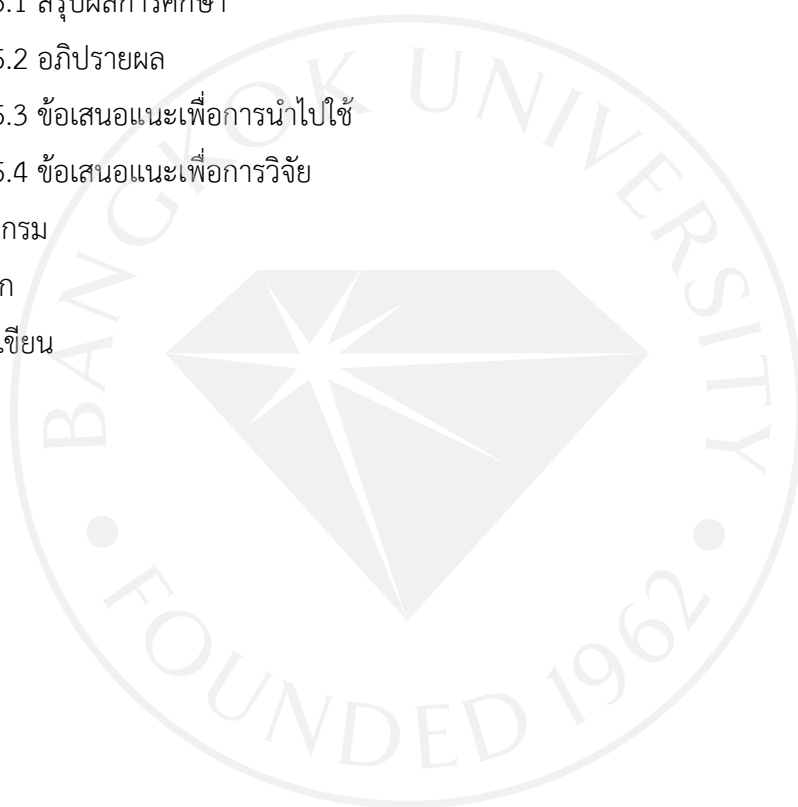 5.1 สรุปผลการศึกษา
5.2 อภิปรายผล
5.3 ข้อเสนอแนะเพื่อการนำไปใช้
5.4 ข้อเสนอแนะเพื่อการวิจัย
กรม
ก
เขียน
BANGKOK UNIVERSITY
FOUNDED 1962